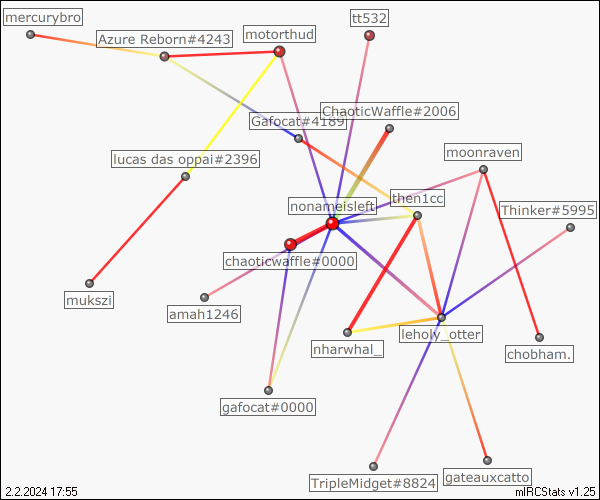 mercurybro
tt532
Azure Reborn#4243
motorthud
ChaoticWaffle#2006
Gafocat#4189
moonraven
lucas das oppai#2396
then1cc
nonameisleft
Thinker#5995
chaoticwaffle#0000
mukszi
amah1246
leholy_otter
nharwhal_
chobham.
gafocat#0000
gateauxcatto
TripleMidget#8824
2.2.2024 17:55
mIRCStats v1.25